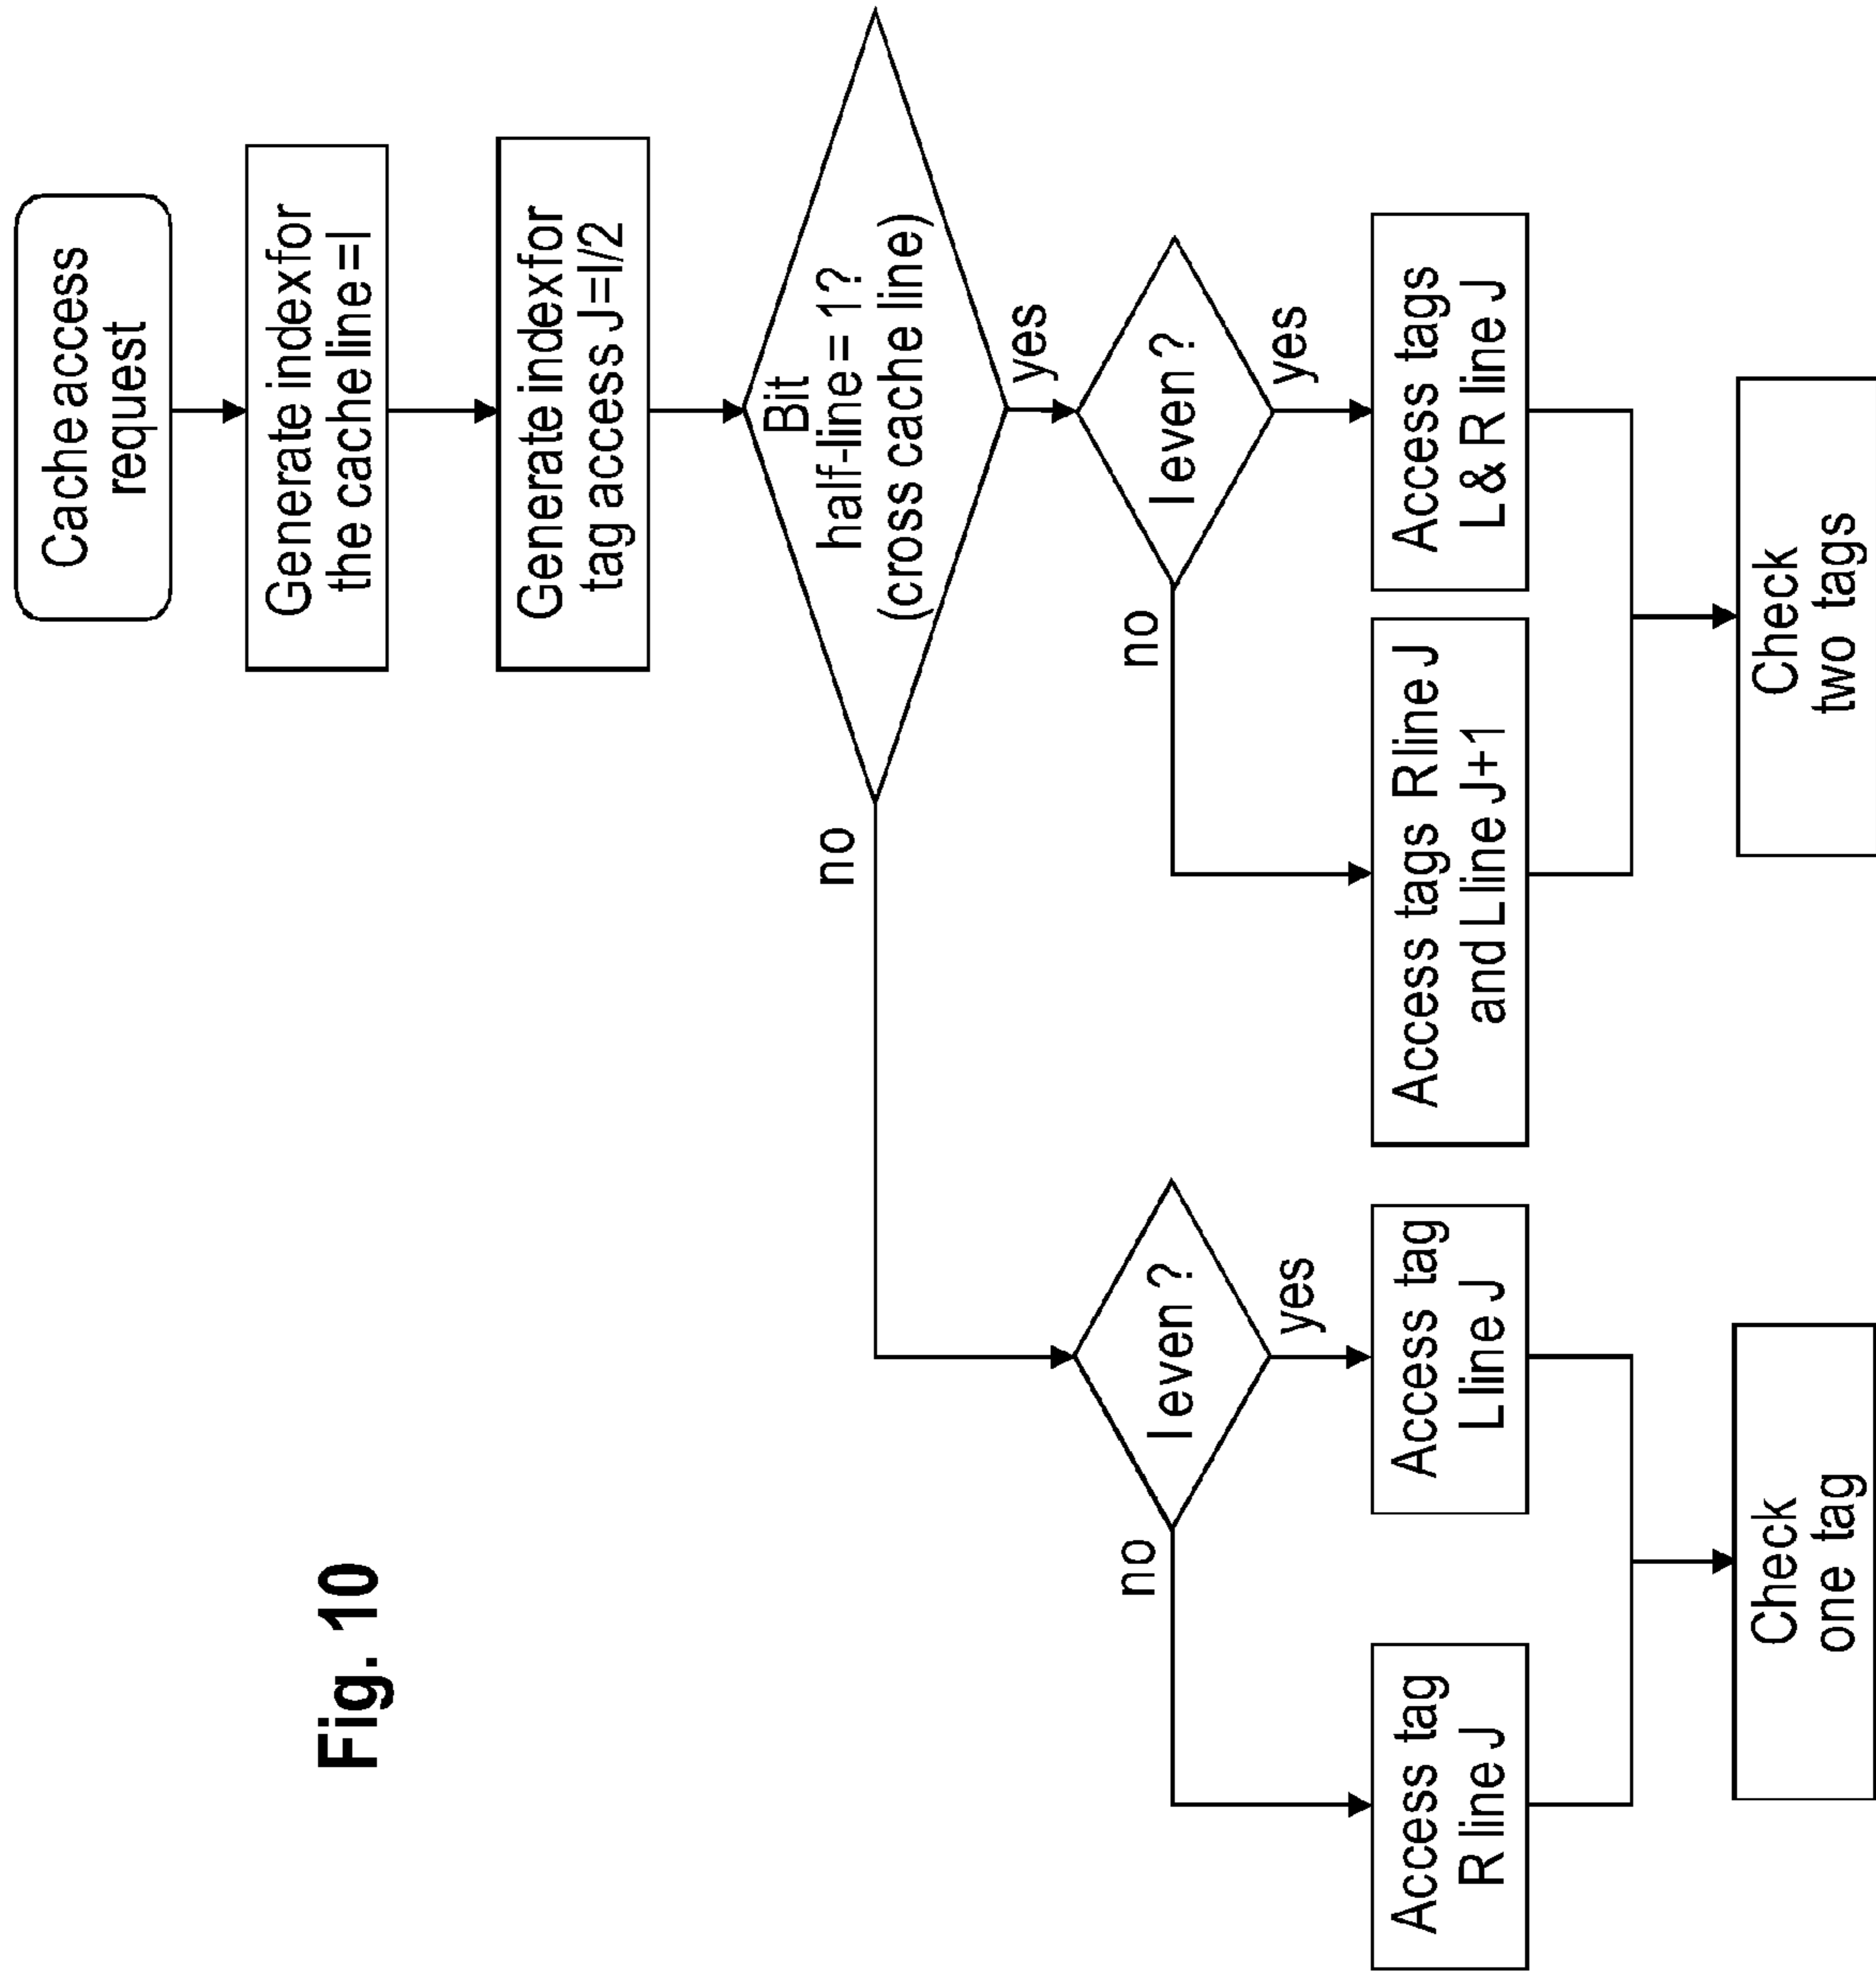 Fig. 10
Cache access
request
Generate index for
the cache line = I
Generate index for
tag access J=I/2
Bit
half-line = 1?
(cross cache line)
no
yes
I even ?
no
yes
I even ?
no
yes
Access tag
R line J
Access tag
L line J
Access tags R line J
and L line J+1
Access tags
L & R line J
Check
one tag
Check
two tags